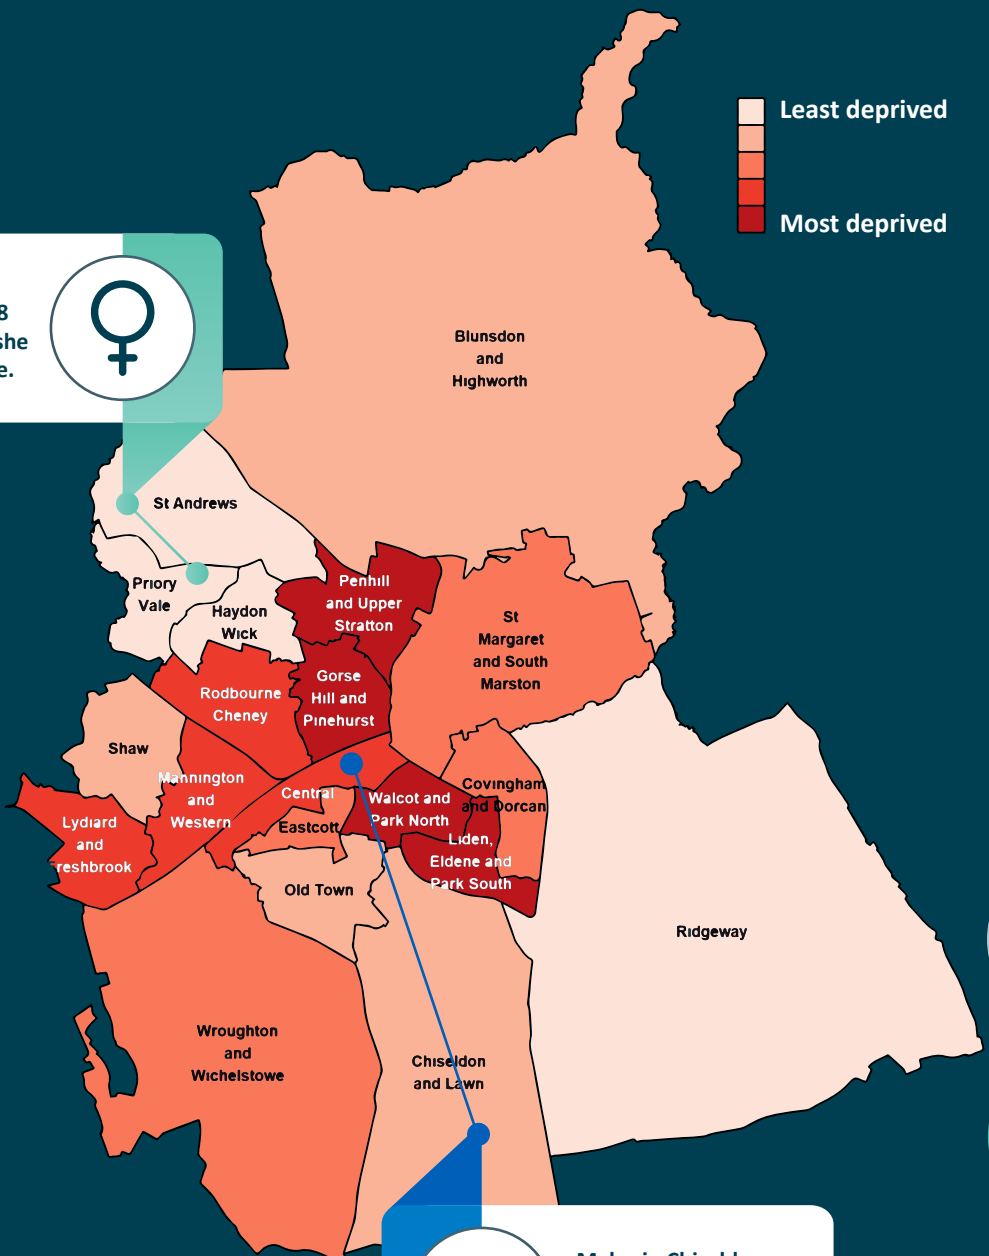 Least deprived
Most deprived
8
she
e.
Blunsdon
and
Highworth
St Andrews
Priory
Vale
Haydon
Wick
Penhill
and Upper
Stratton
St
Margaret
and South
Marston
Gorse
Hill and
Pinehurst
Rodbourne
Cheney
Shaw
Mannington
and
Western
Central
Walcot and
Park North
Covingham
and Dorcan
Lydiard
and
Freshbrook
Eastcott
Liden,
Eldene and
Park South
Old Town
Ridgeway
Wroughton
and
Wichelstowe
Chiseldon
and Lawn